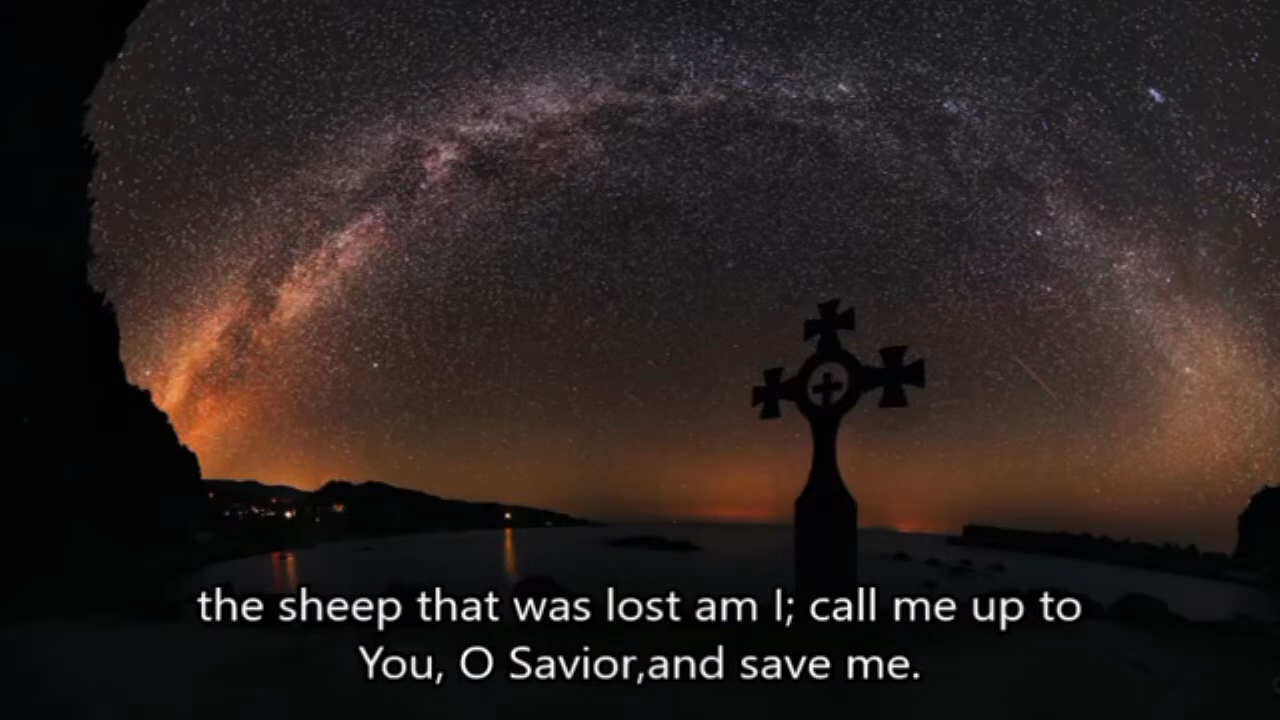 the sheep that was lost am I; call me up to
You, O Savior,and save me.